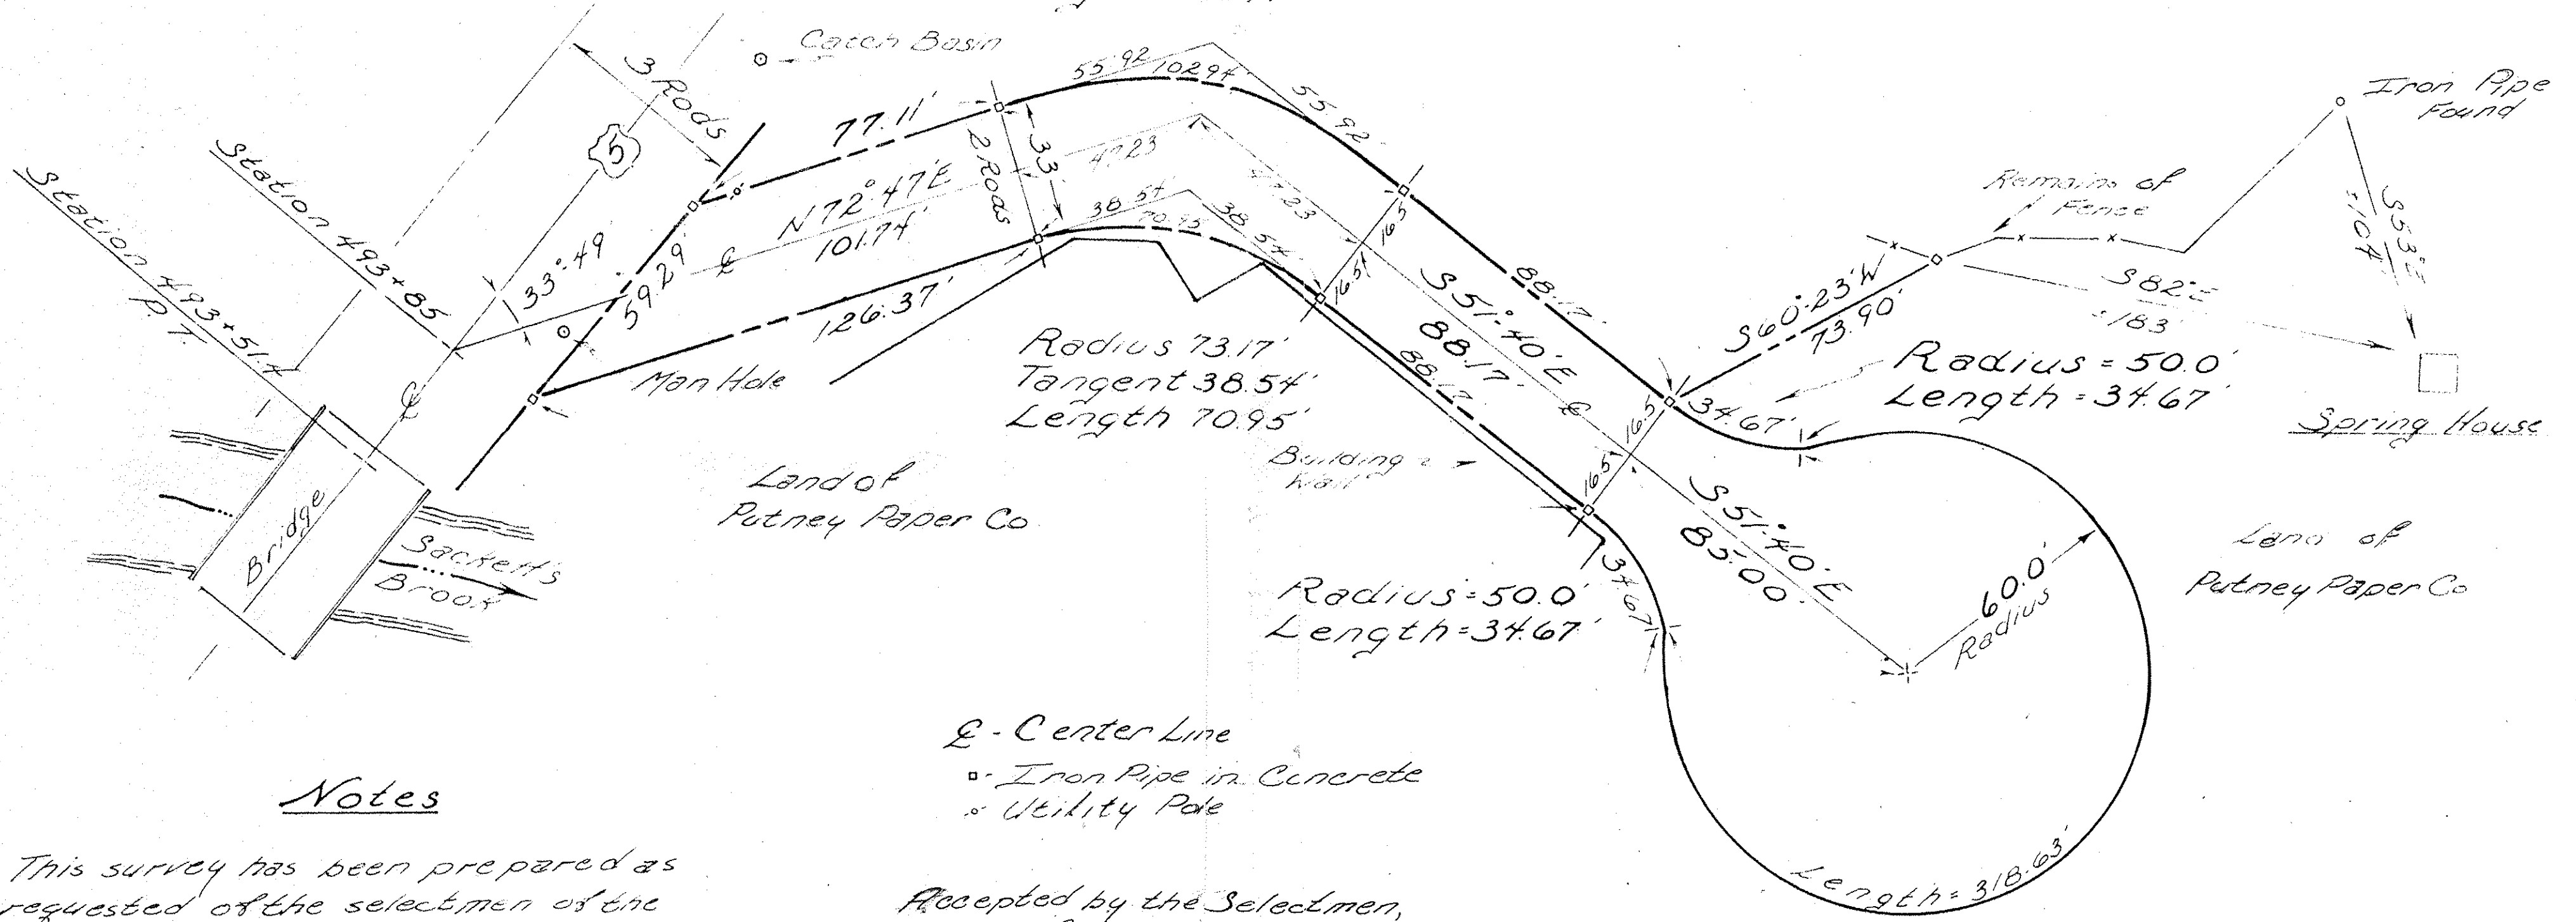 Catch Basin
3 Rods
5
Station 493+85
Station 493+51.4
P.T.
33°-49
℄
59.29'
77.11'
N72°47'E
101.74'
℄
126.37'
2 Rods
33'
55.92
102.94'
55.92
47.23
47.23
38.54'
70.95'
38.54
16.5'
16.5'
88.17'
S51°-40'E
88.17'
℄
88.17
16.5'
16.5'
Man Hole
Radius 73.17'
Tangent 38.54'
Length 70.95'
Building
Wall
Land of
Putney Paper Co
Bridge
Sackett's
Brook
Iron Pipe
Found
Remains of
Fence
S53°E
±104'
S82°E
±183'
S60°-23'W
73.90'
Radius = 50.0'
Length = 34.67'
34.67'
Spring House
S51°-40'E
85.00'
60.0'
Radius
Land of
Putney Paper Co
34.67'
Radius = 50.0'
Length = 34.67'
Length = 318.63'
℄ - Center Line
- Iron Pipe in Concrete
- Utility Pole
Notes
This survey has been prepared as
requested of the selectmen of the
Accepted by the Selectmen,